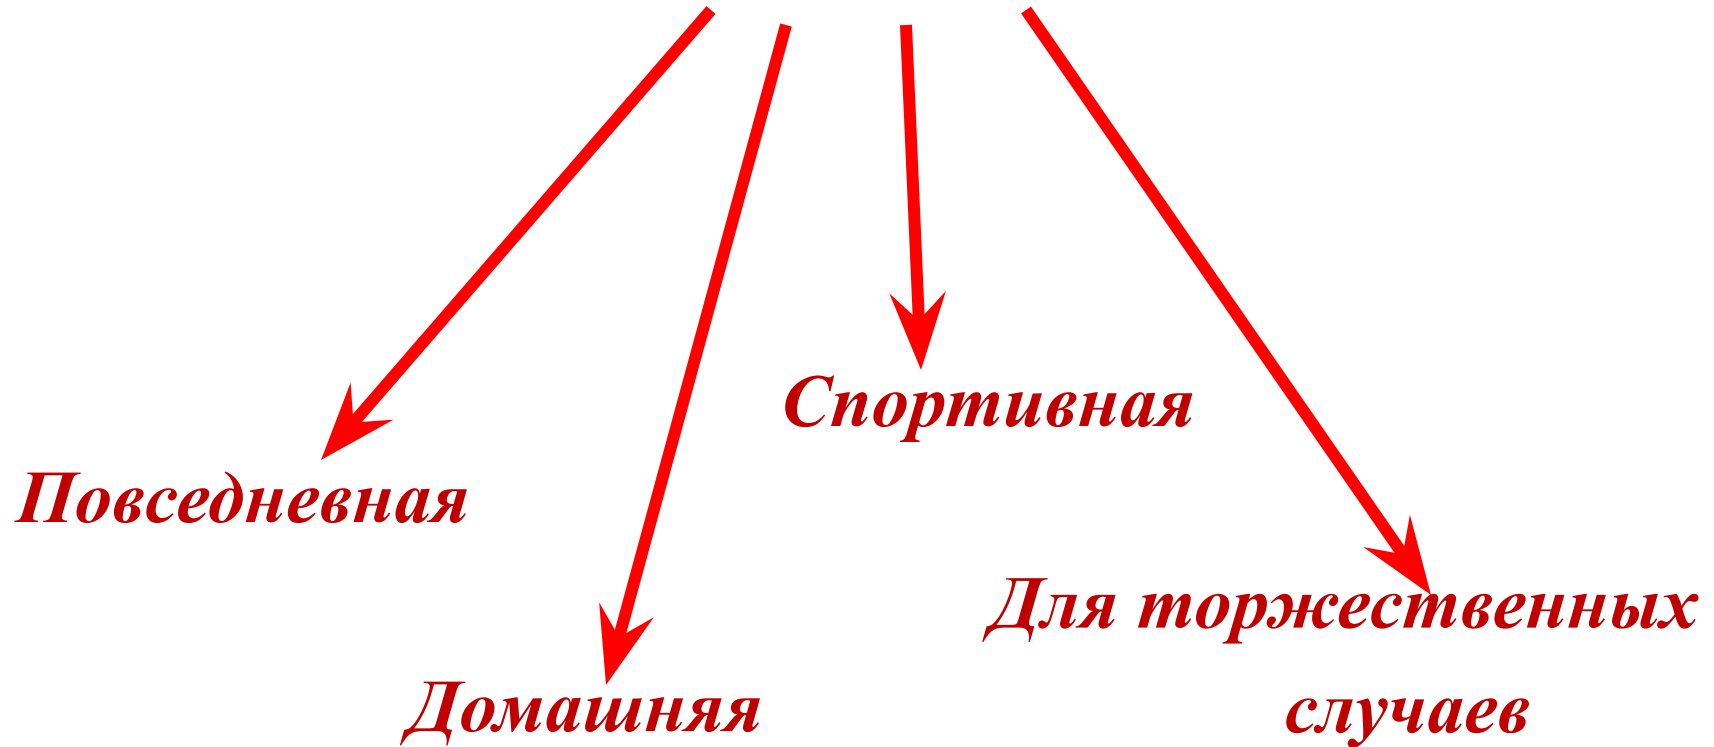 Спортивная
Повседневная
Для торжественных
случаев
Домашняя